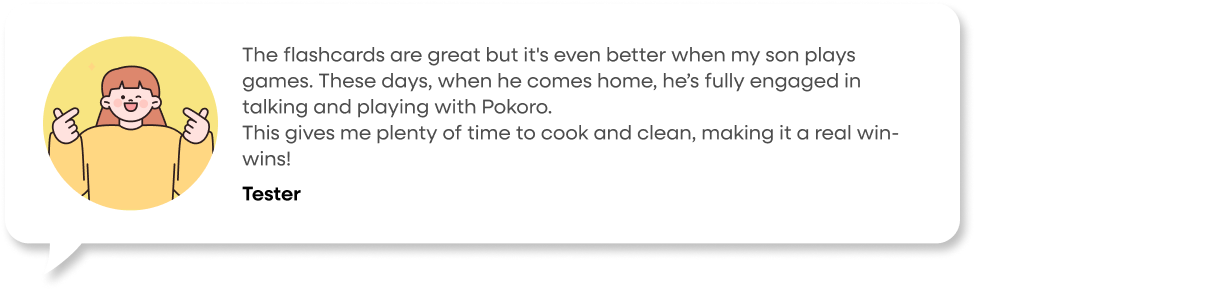 The flashcards are great but it's even better when my son plays
games. These days, when he comes home, he’s fully engaged in
talking and playing with Pokoro.
This gives me plenty of time to cook and clean, making it a real win-
wins!
Tester